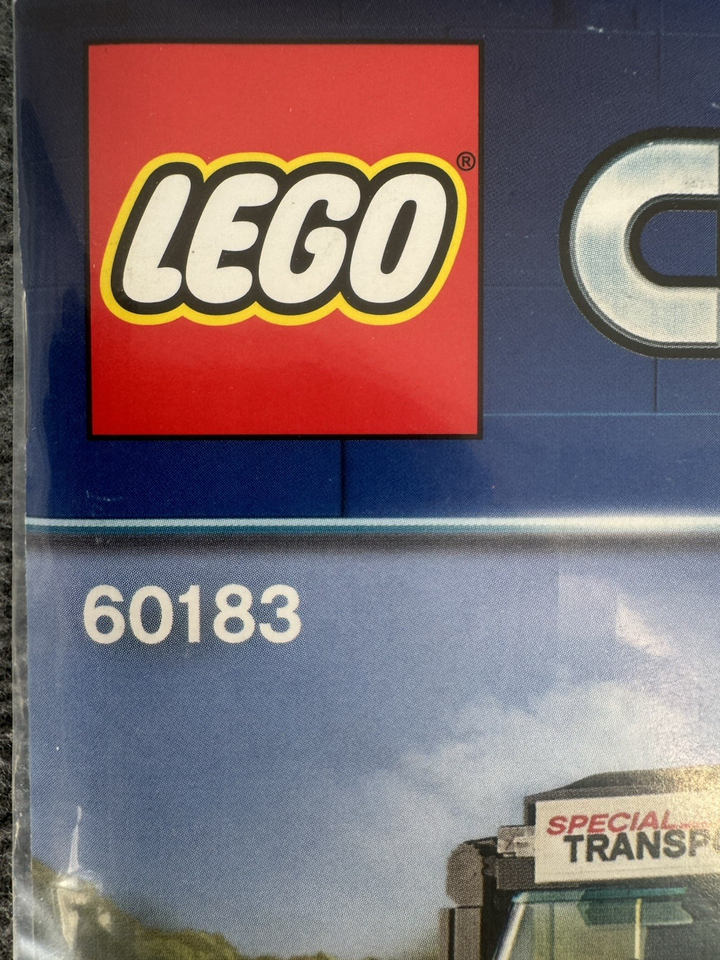 LEGO®
C
60183
SPECIAL
TRANSP